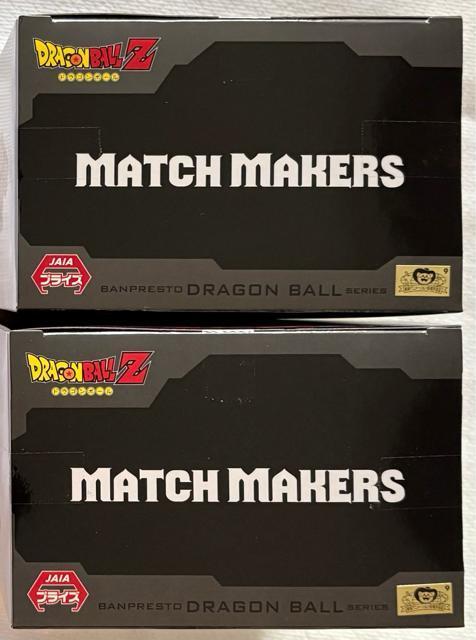 DRAGON BALL Z
ドラゴンボール
MATCH MAKERS
JAIA
プライズ
BANPRESTO DRAGON BALL SERIES
9
DRAGON BALL Z
ドラゴンボール
MATCH MAKERS
JAIA
プライズ
BANPRESTO DRAGON BALL SERIES